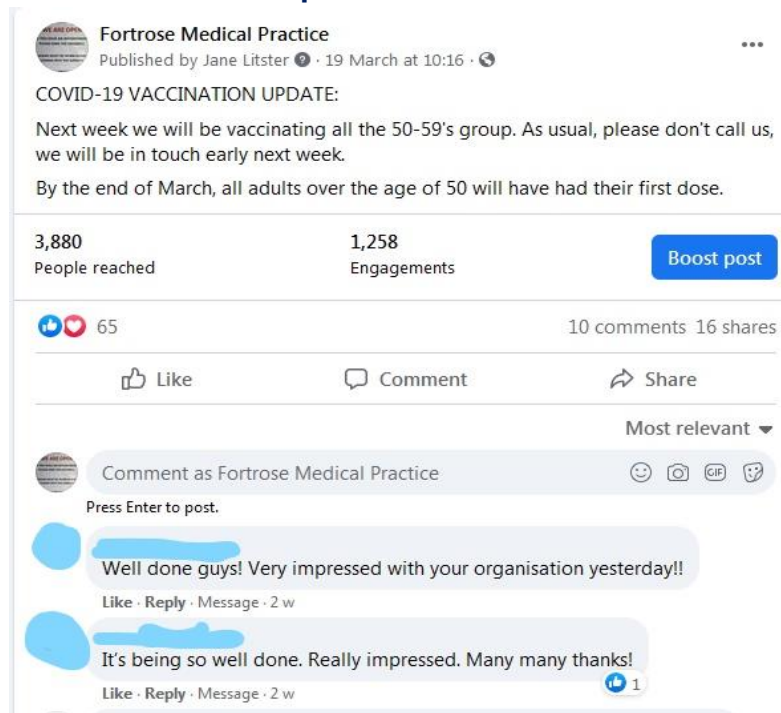 Fortrose Medical Practice
Published by Jane Litster · 19 March at 10:16 ·
COVID-19 VACCINATION UPDATE:
Next week we will be vaccinating all the 50-59's group. As usual, please don't call us,
we will be in touch early next week.
By the end of March, all adults over the age of 50 will have had their first dose.
3,880 1,258
People reached Engagements Boost post
65 10 comments 16 shares
Like Comment Share
Most relevant
Comment as Fortrose Medical Practice GIF
Press Enter to post.
Well done guys! Very impressed with your organisation yesterday!!
Like · Reply · Message · 2 w
It's being so well done. Really impressed. Many many thanks!
1
Like · Reply · Message · 2 w